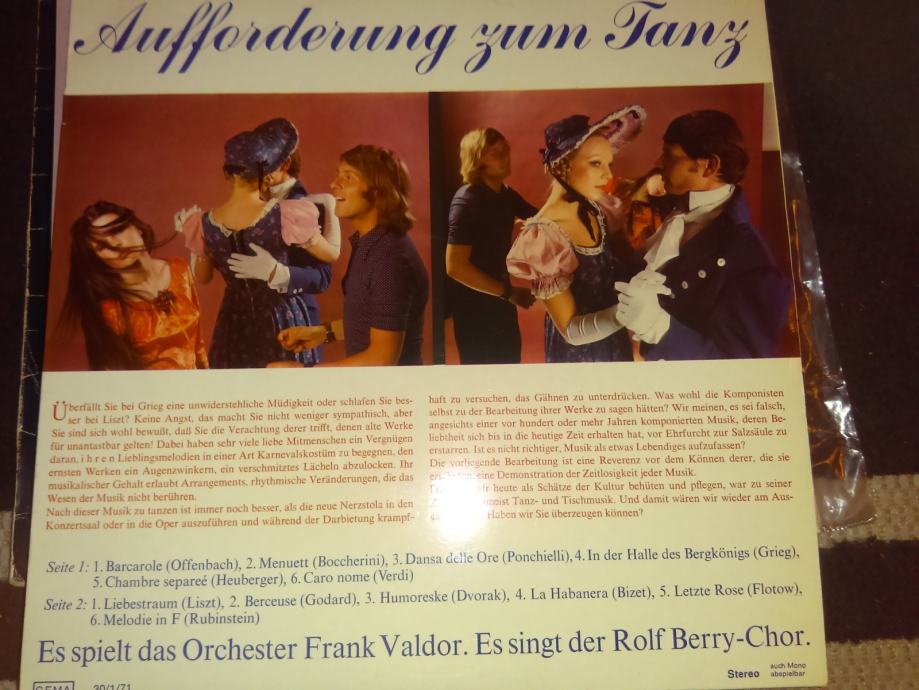 Aufforderung zum Tanz
Überfällt Sie bei Grieg eine unwiderstehliche Müdigkeit oder schlafen Sie bes-
ser bei Liszt? Keine Angst, das macht Sie nicht weniger sympathisch, aber
Sie sind sich wohl bewußt, daß Sie die Verachtung derer trifft, denen alte Werke
für unantastbar gelten! Dabei haben sehr viele liebe Mitmenschen ein Vergnügen
daran, i h r e n Lieblingsmelodien in einer Art Karnevalskostüm zu begegnen, den
ernsten Werken ein Augenzwinkern, ein verschmitztes Lächeln abzulocken. Ihr
musikalischer Gehalt erlaubt Arrangements, rhythmische Veränderungen, die das
Wesen der Musik nicht berühren.
Nach dieser Musik zu tanzen ist immer noch besser, als die neue Nerzstola in den
Konzertsaal oder in die Oper auszuführen und während der Darbietung krampf-
haft zu versuchen, das Gähnen zu unterdrücken. Was wohl die Komponisten
selbst zu der Bearbeitung ihrer Werke zu sagen hätten? Wir meinen, es sei falsch,
angesichts einer vor hundert oder mehr Jahren komponierten Musik, deren Be-
liebtheit sich bis in die heutige Zeit erhalten hat, vor Ehrfurcht zur Salzsäule zu
erstarren. Ist es nicht richtiger, Musik als etwas Lebendiges aufzufassen?
Die vorliegende Bearbeitung ist eine Reverenz vor dem Können derer, die sie
eine Demonstration der Zeitlosigkeit jeder Musik.
wir heute als Schätze der Kultur behüten und pflegen, war zu seiner
meist Tanz- und Tischmusik. Und damit wären wir wieder am Aus-
Haben wir Sie überzeugen können?
Seite 1: 1. Barcarole (Offenbach), 2. Menuett (Boccherini), 3. Dansa delle Ore (Ponchielli), 4. In der Halle des Bergkönigs (Grieg),
5. Chambre separeé (Heuberger), 6. Caro nome (Verdi)
Seite 2: 1. Liebestraum (Liszt), 2. Berceuse (Godard), 3. Humoreske (Dvorak), 4. La Habanera (Bizet), 5. Letzte Rose (Flotow),
6. Melodie in F (Rubinstein)
Es spielt das Orchester Frank Valdor. Es singt der Rolf Berry-Chor.
Stereo auch Mono abspielbar
GEMA 30/1/71